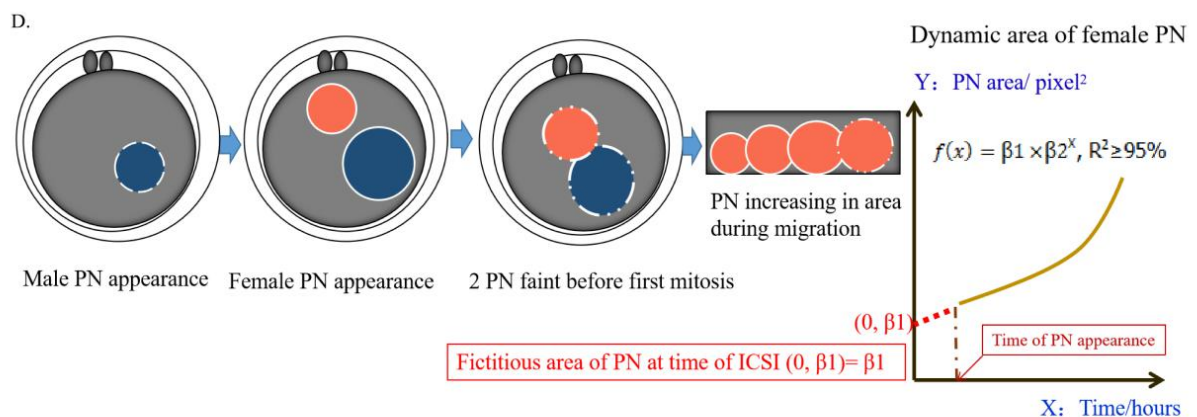 D.
Male PN appearance
Female PN appearance
2 PN faint before first mitosis
PN increasing in area
during migration
Dynamic area of female PN
Y: PN area/ pixel²
f(x) = β1 ×β2ˣ, R²≥95%
(0, β1)
Time of PN appearance
Fictitious area of PN at time of ICSI (0, β1)= β1
X: Time/hours